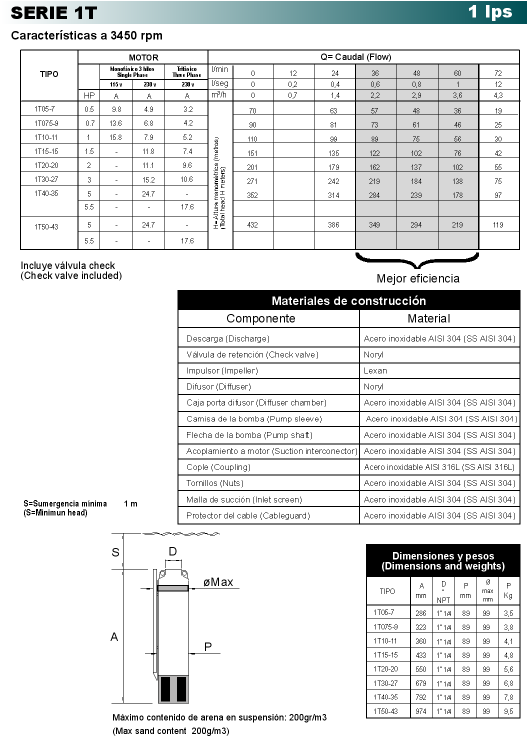 SERIE 1T 1 lps
Características a 3450 rpm
TIPO MOTOR Q= Caudal (Flow)
Monofásico 3 hilos Single Phase Trifásico Three Phase l/min 0 12 24 36 48 60 72
115 v 230 v 230 v l/seg 0 0,2 0,4 0,6 0,8 1 12
HP A A A m³/h 0 0,7 1,4 2,2 2,9 3,6 4,3
H= Altura manométrica (metros)
(Total head H meters)
1T05-7 0.5 9.8 4.9 3.2 70 63 57 48 36 19
1T075-9 0.7 13.6 6.8 4.2 90 81 73 61 46 25
1T10-11 1 15.8 7.9 5.2 110 99 89 75 56 30
1T15-15 1.5 - 11.8 7.4 151 135 122 102 76 42
1T20-20 2 - 11.1 9.6 201 179 162 137 102 55
1T30-27 3 - 15.2 10.6 271 242 219 184 138 75
1T40-35 5 - 24.7 - 352 314 284 239 178 97
5.5 - - 17.6
1T50-43 5 - 24.7 - 432 386 349 294 219 119
5.5 - - 17.6
Incluye válvula check
(Check valve included)
Mejor eficiencia
Materiales de construcción
Componente Material
Descarga (Discharge) Acero inoxidable AISI 304 (SS AISI 304)
Válvula de retención (Check valve) Noryl
Impulsor (Impeller) Lexan
Difusor (Diffuser) Noryl
Caja porta difusor (Diffuser chamber) Acero inoxidable AISI 304 (SS AISI 304)
Camisa de la bomba (Pump sleeve) Acero inoxidable AISI 304 (SS AISI 304)
Flecha de la bomba (Pump shaft) Acero inoxidable AISI 304 (SS AISI 304)
Acoplamiento a motor (Suction interconector) Acero inoxidable AISI 304 (SS AISI 304)
Cople (Coupling) Acero inoxidable AISI 316L (SS AISI 316L)
Tornillos (Nuts) Acero inoxidable AISI 304 (SS AISI 304)
Malla de succión (Inlet screen) Acero inoxidable AISI 304 (SS AISI 304)
Protector del cable (Cableguard) Acero inoxidable AISI 304 (SS AISI 304)
S=Sumergencia mínima 1 m
(S=Minimun head)
S
D
øMax
A
P
Máximo contenido de arena en suspensión: 200gr/m3
(Max sand content 200g/m3)
Dimensiones y pesos
(Dimensions and weights)
TIPO A mm D " NPT P mm Ø max mm P Kg
1T05-7 286 1" 1/4 89 99 3,5
1T075-9 323 1" 1/4 89 99 3,8
1T10-11 360 1" 1/4 89 99 4,1
1T15-15 433 1" 1/4 89 99 4,8
1T20-20 550 1" 1/4 89 99 5,6
1T30-27 679 1" 1/4 89 99 6,8
1T40-35 792 1" 1/4 89 99 7,8
1T50-43 974 1" 1/4 89 99 9,5